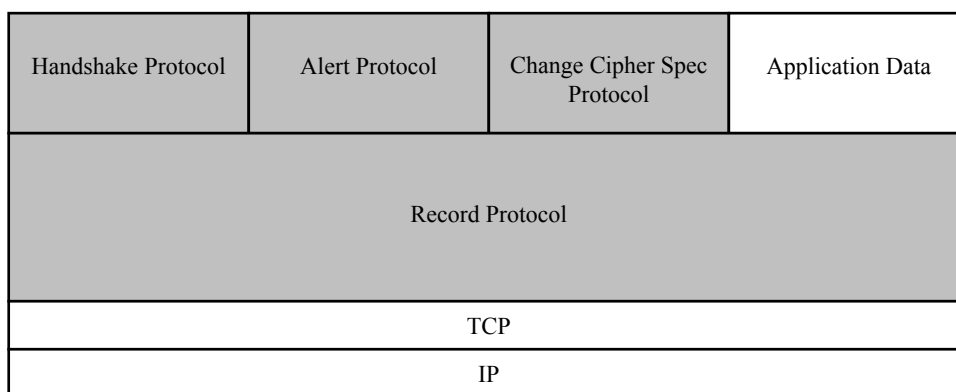 Handshake Protocol
Alert Protocol
Change Cipher Spec
Protocol
Application Data
Record Protocol
TCP
IP